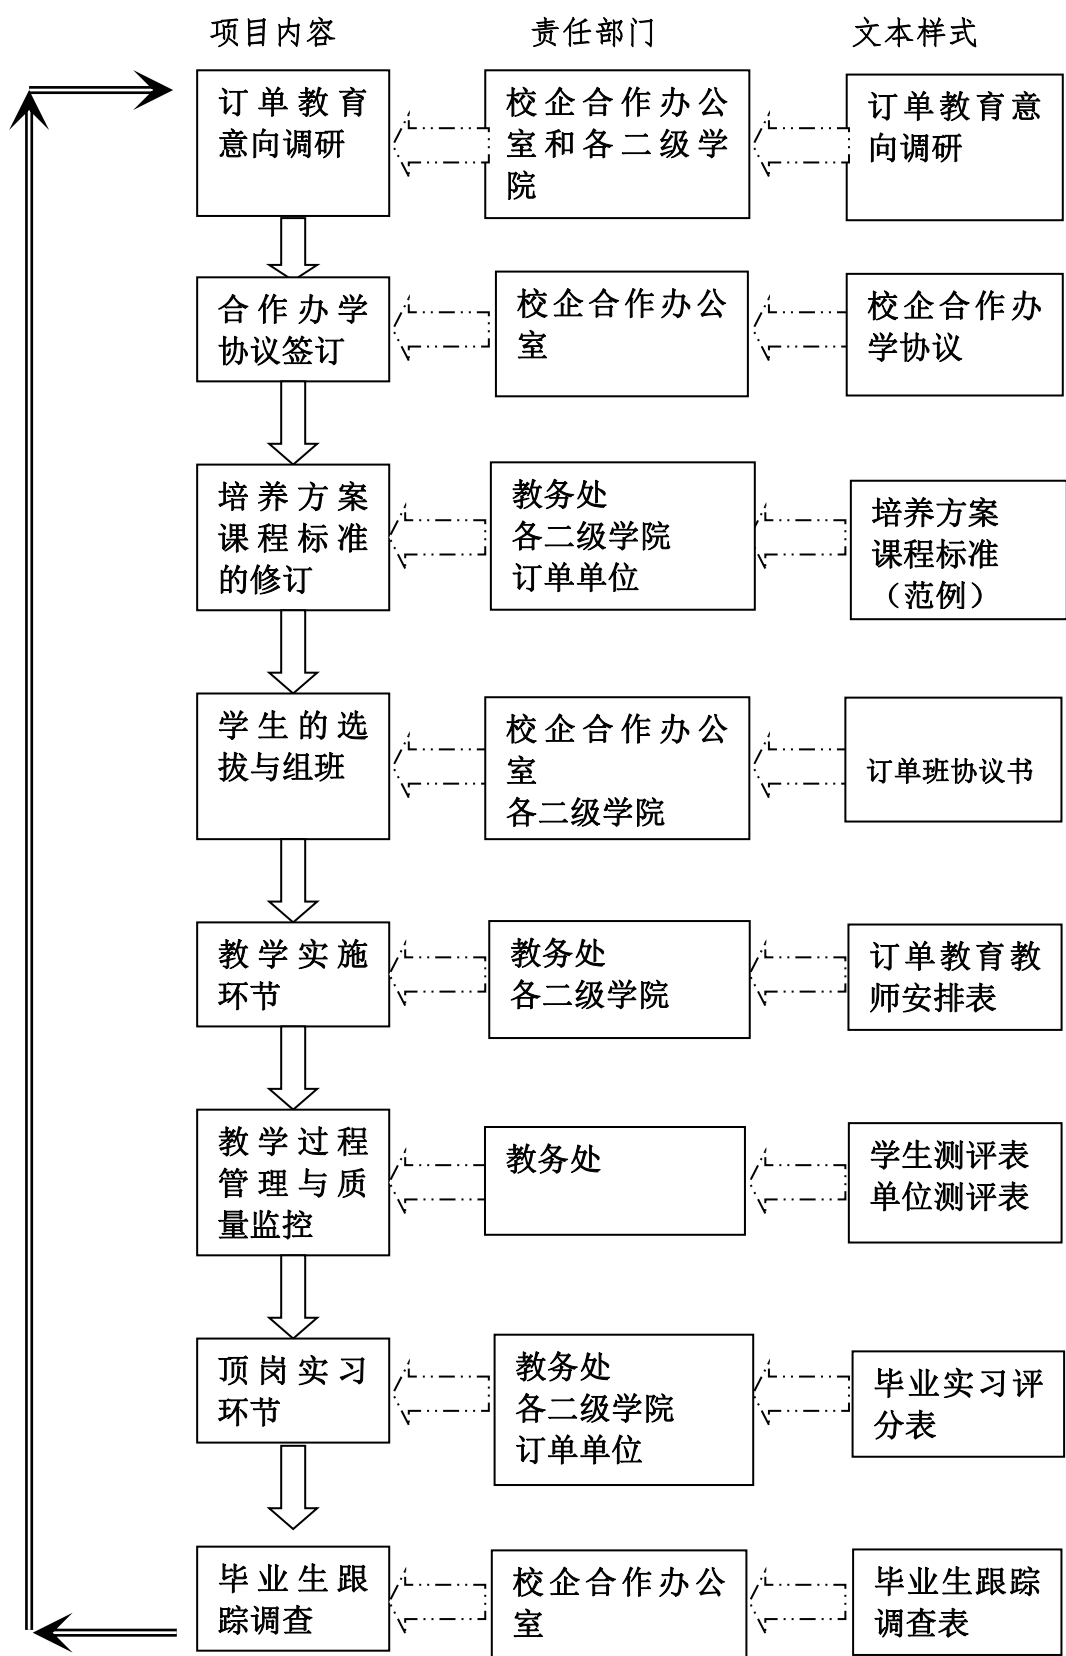 项目内容
责任部门
文本样式
订单教育
意向调研
校企合作办公
室和各二级学
院
订单教育意
向调研
合作办学
协议签订
校企合作办公
室
校企合作办
学协议
培养方案
课程标准
的修订
教务处
各二级学院
订单单位
培养方案
课程标准
（范例）
学生的选
拔与组班
校企合作办公
室
各二级学院
订单班协议书
教学实施
环节
教务处
各二级学院
订单教育教
师安排表
教学过程
管理与质
量监控
教务处
学生测评表
单位测评表
顶岗实习
环节
教务处
各二级学院
订单单位
毕业实习评
分表
毕业生跟
踪调查
校企合作办公
室
毕业生跟踪
调查表